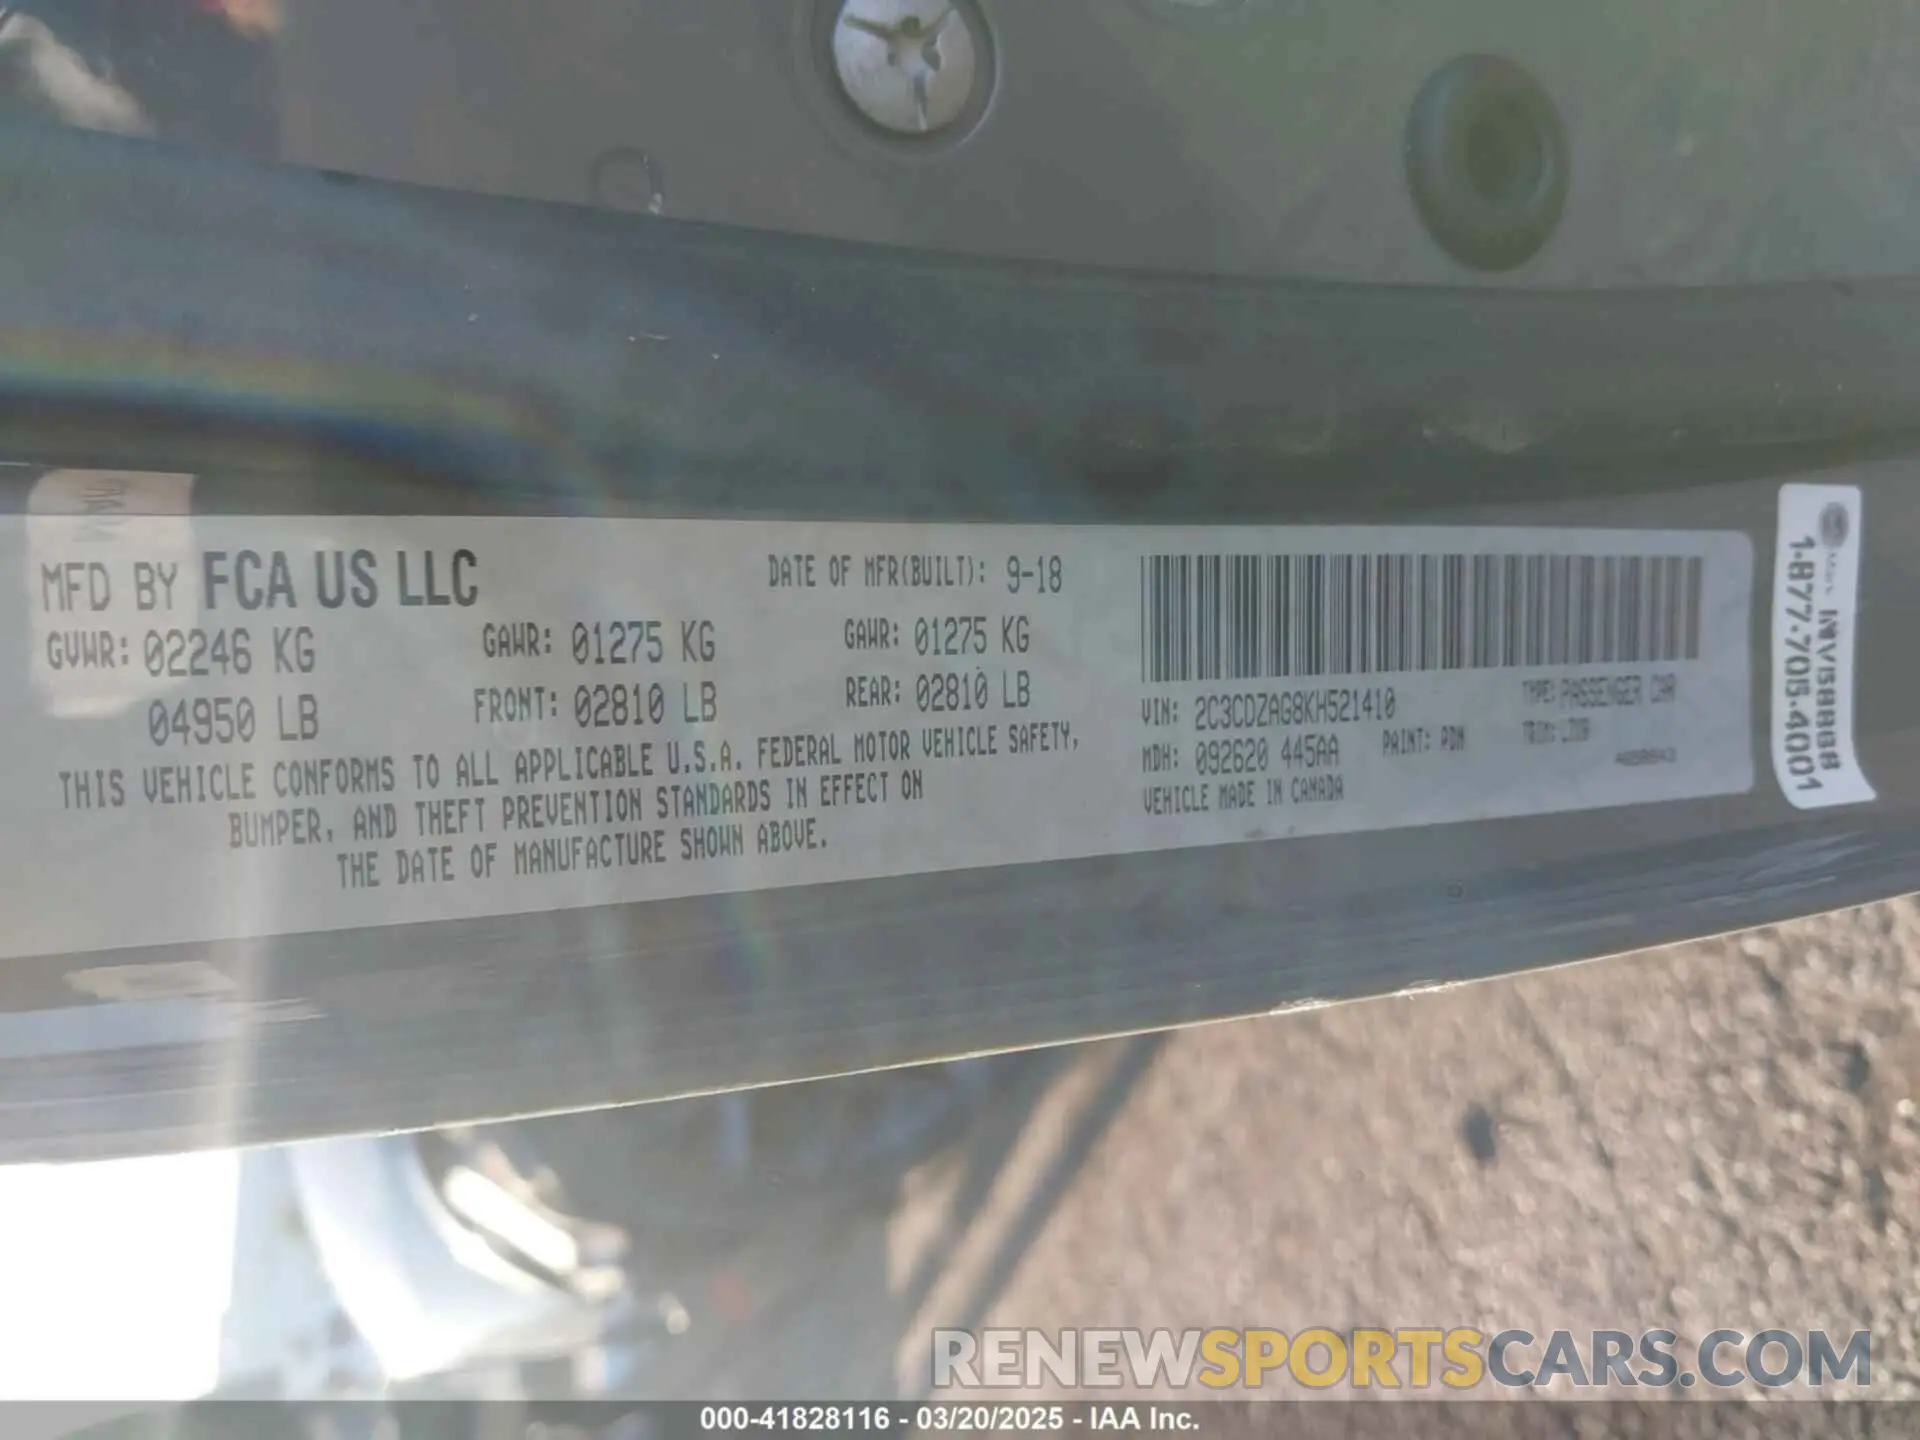 MFD BY FCA US LLC
DATE OF MFR(BUILT): 9-18
GVWR: 02246 KG
04950 LB
GAWR: 01275 KG
FRONT: 02810 LB
GAWR: 01275 KG
REAR: 02810 LB
THIS VEHICLE CONFORMS TO ALL APPLICABLE U.S.A. FEDERAL MOTOR VEHICLE SAFETY,
BUMPER, AND THEFT PREVENTION STANDARDS IN EFFECT ON
THE DATE OF MANUFACTURE SHOWN ABOVE.
VIN: 2C3CDZAG8KH521410
TYPE: PASSENGER CAR
MDH: 092620 445AA
PAINT: PDN
TRIM:
VEHICLE MADE IN CANADA
1-877-705-4001
RENEWSPORTSCARS.COM
000-41828116 - 03/20/2025 - IAA Inc.